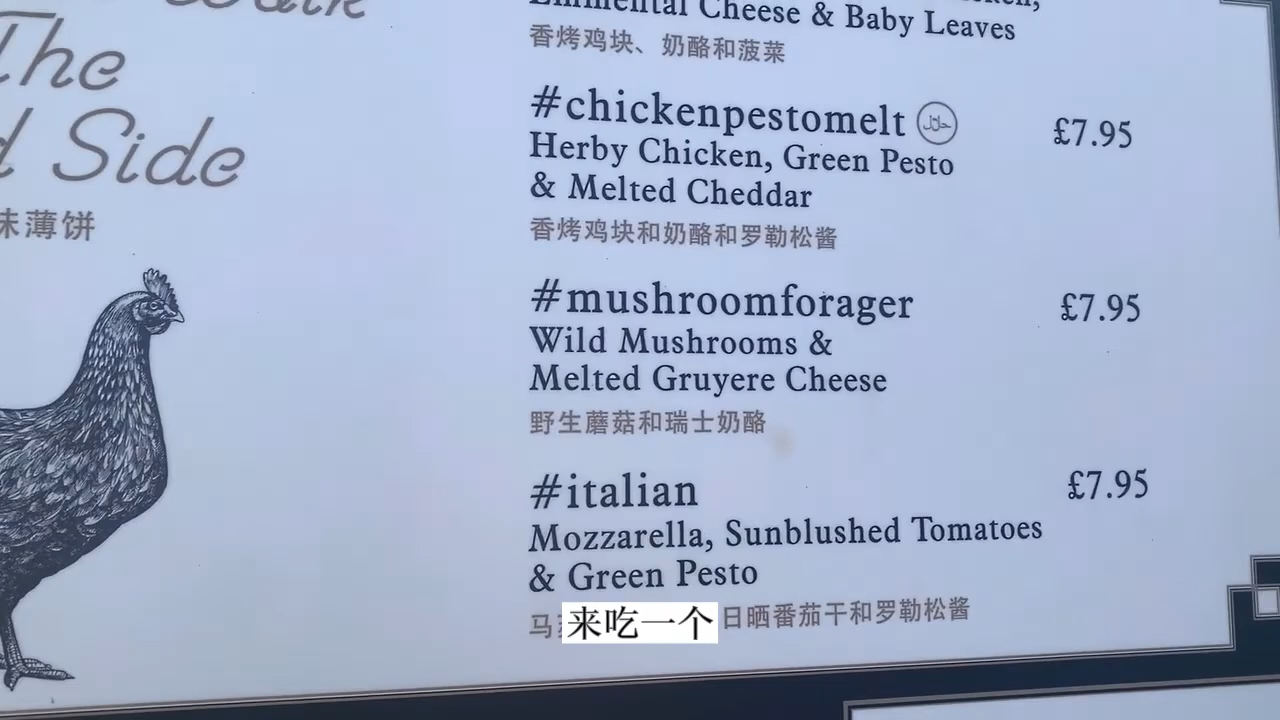 The
Side
味薄饼
Emmental Cheese & Baby Leaves
香烤鸡块、奶酪和菠菜
#chickenpestomelt حلال £7.95
Herby Chicken, Green Pesto
& Melted Cheddar
香烤鸡块和奶酪和罗勒松酱
#mushroomforager £7.95
Wild Mushrooms &
Melted Gruyere Cheese
野生蘑菇和瑞士奶酪
#italian £7.95
Mozzarella, Sunblushed Tomatoes
& Green Pesto
马 日晒番茄干和罗勒松酱
来吃一个